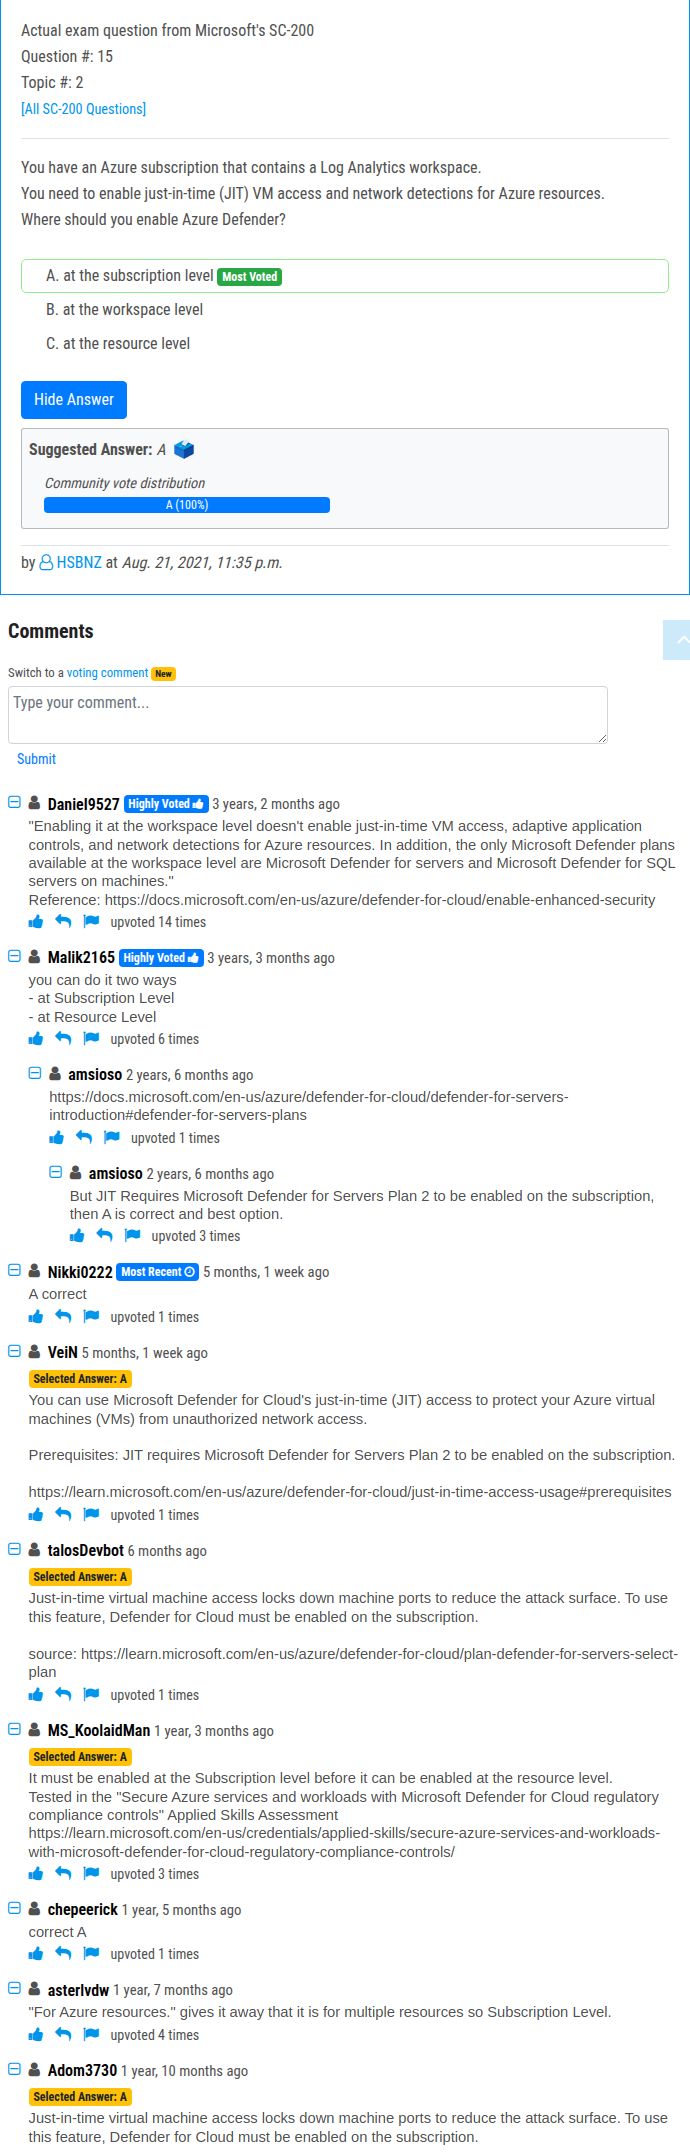 Actual exam question from Microsoft's SC-200
Question #: 15
Topic #: 2
[All SC-200 Questions]
You have an Azure subscription that contains a Log Analytics workspace.
You need to enable just-in-time (JIT) VM access and network detections for Azure resources.
Where should you enable Azure Defender?
A. at the subscription level Most Voted
B. at the workspace level
C. at the resource level
Hide Answer
Suggested Answer: A
Community vote distribution
A (100%)
by HSBNZ at Aug. 21, 2021, 11:35 p.m.
Comments
Switch to a voting comment New
Type your comment...
Submit
Daniel9527 Highly Voted 3 years, 2 months ago
"Enabling it at the workspace level doesn't enable just-in-time VM access, adaptive application
controls, and network detections for Azure resources. In addition, the only Microsoft Defender plans
available at the workspace level are Microsoft Defender for servers and Microsoft Defender for SQL
servers on machines."
Reference: https://docs.microsoft.com/en-us/azure/defender-for-cloud/enable-enhanced-security
upvoted 14 times
Malik2165 Highly Voted 3 years, 3 months ago
you can do it two ways
- at Subscription Level
- at Resource Level
upvoted 6 times
amsioso 2 years, 6 months ago
https://docs.microsoft.com/en-us/azure/defender-for-cloud/defender-for-servers-
introduction#defender-for-servers-plans
upvoted 1 times
amsioso 2 years, 6 months ago
But JIT Requires Microsoft Defender for Servers Plan 2 to be enabled on the subscription,
then A is correct and best option.
upvoted 3 times
Nikki0222 Most Recent 5 months, 1 week ago
A correct
upvoted 1 times
VeiN 5 months, 1 week ago
Selected Answer: A
You can use Microsoft Defender for Cloud's just-in-time (JIT) access to protect your Azure virtual
machines (VMs) from unauthorized network access.
Prerequisites: JIT requires Microsoft Defender for Servers Plan 2 to be enabled on the subscription.
https://learn.microsoft.com/en-us/azure/defender-for-cloud/just-in-time-access-usage#prerequisites
upvoted 1 times
talosDevbot 6 months ago
Selected Answer: A
Just-in-time virtual machine access locks down machine ports to reduce the attack surface. To use
this feature, Defender for Cloud must be enabled on the subscription.
source: https://learn.microsoft.com/en-us/azure/defender-for-cloud/plan-defender-for-servers-select-
plan
upvoted 1 times
MS_KoolaidMan 1 year, 3 months ago
Selected Answer: A
It must be enabled at the Subscription level before it can be enabled at the resource level.
Tested in the "Secure Azure services and workloads with Microsoft Defender for Cloud regulatory
compliance controls" Applied Skills Assessment
https://learn.microsoft.com/en-us/credentials/applied-skills/secure-azure-services-and-workloads-
with-microsoft-defender-for-cloud-regulatory-compliance-controls/
upvoted 3 times
chepeerick 1 year, 5 months ago
correct A
upvoted 1 times
asterlvdw 1 year, 7 months ago
"For Azure resources." gives it away that it is for multiple resources so Subscription Level.
upvoted 4 times
Adom3730 1 year, 10 months ago
Selected Answer: A
Just-in-time virtual machine access locks down machine ports to reduce the attack surface. To use
this feature, Defender for Cloud must be enabled on the subscription.